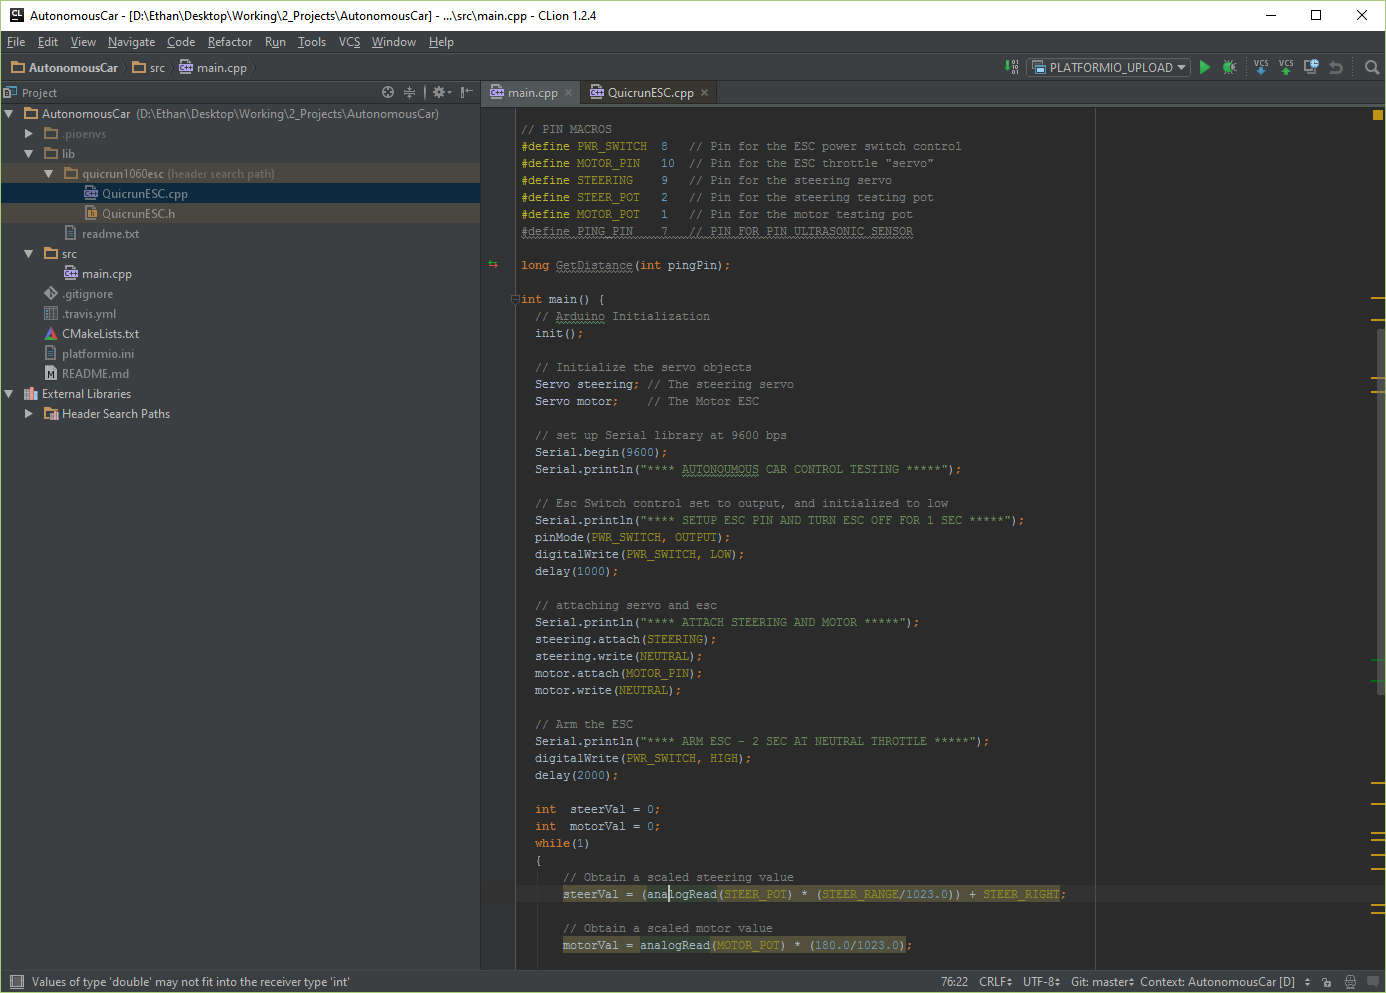 AutonomousCar - [D:\Ethan\Desktop\Working\2_Projects\AutonomousCar] - ...\src\main.cpp - CLion 1.2.4
File Edit View Navigate Code Refactor Run Tools VCS Window Help
AutonomousCar src main.cpp PLATFORMIO_UPLOAD VCS VCS
Project
main.cpp QuicrunESC.cpp
AutonomousCar (D:\Ethan\Desktop\Working\2_Projects\AutonomousCar)
.pioenvs
lib
quicrun1060esc (header search path)
QuicrunESC.cpp
QuicrunESC.h
readme.txt
src
main.cpp
.gitignore
.travis.yml
CMakeLists.txt
platformio.ini
README.md
External Libraries
Header Search Paths
// PIN MACROS
#define PWR_SWITCH 8 // Pin for the ESC power switch control
#define MOTOR_PIN 10 // Pin for the ESC throttle "servo"
#define STEERING 9 // Pin for the steering servo
#define STEER_POT 2 // Pin for the steering testing pot
#define MOTOR_POT 1 // Pin for the motor testing pot
#define PING_PIN 7 // PIN FOR PIN ULTRASONIC SENSOR
long GetDistance(int pingPin);
int main() {
// Arduino Initialization
init();
// Initialize the servo objects
Servo steering; // The steering servo
Servo motor; // The Motor ESC
// set up Serial library at 9600 bps
Serial.begin(9600);
Serial.println("**** AUTONOUMOUS CAR CONTROL TESTING *****");
// Esc Switch control set to output, and initialized to low
Serial.println("**** SETUP ESC PIN AND TURN ESC OFF FOR 1 SEC *****");
pinMode(PWR_SWITCH, OUTPUT);
digitalWrite(PWR_SWITCH, LOW);
delay(1000);
// attaching servo and esc
Serial.println("**** ATTACH STEERING AND MOTOR *****");
steering.attach(STEERING);
steering.write(NEUTRAL);
motor.attach(MOTOR_PIN);
motor.write(NEUTRAL);
// Arm the ESC
Serial.println("**** ARM ESC - 2 SEC AT NEUTRAL THROTTLE *****");
digitalWrite(PWR_SWITCH, HIGH);
delay(2000);
int steerVal = 0;
int motorVal = 0;
while(1)
{
// Obtain a scaled steering value
steerVal = (analogRead(STEER_POT) * (STEER_RANGE/1023.0)) + STEER_RIGHT;
// Obtain a scaled motor value
motorVal = analogRead(MOTOR_POT) * (180.0/1023.0);
Values of type 'double' may not fit into the receiver type 'int' 76:22 CRLF UTF-8 Git: master Context: AutonomousCar [D]